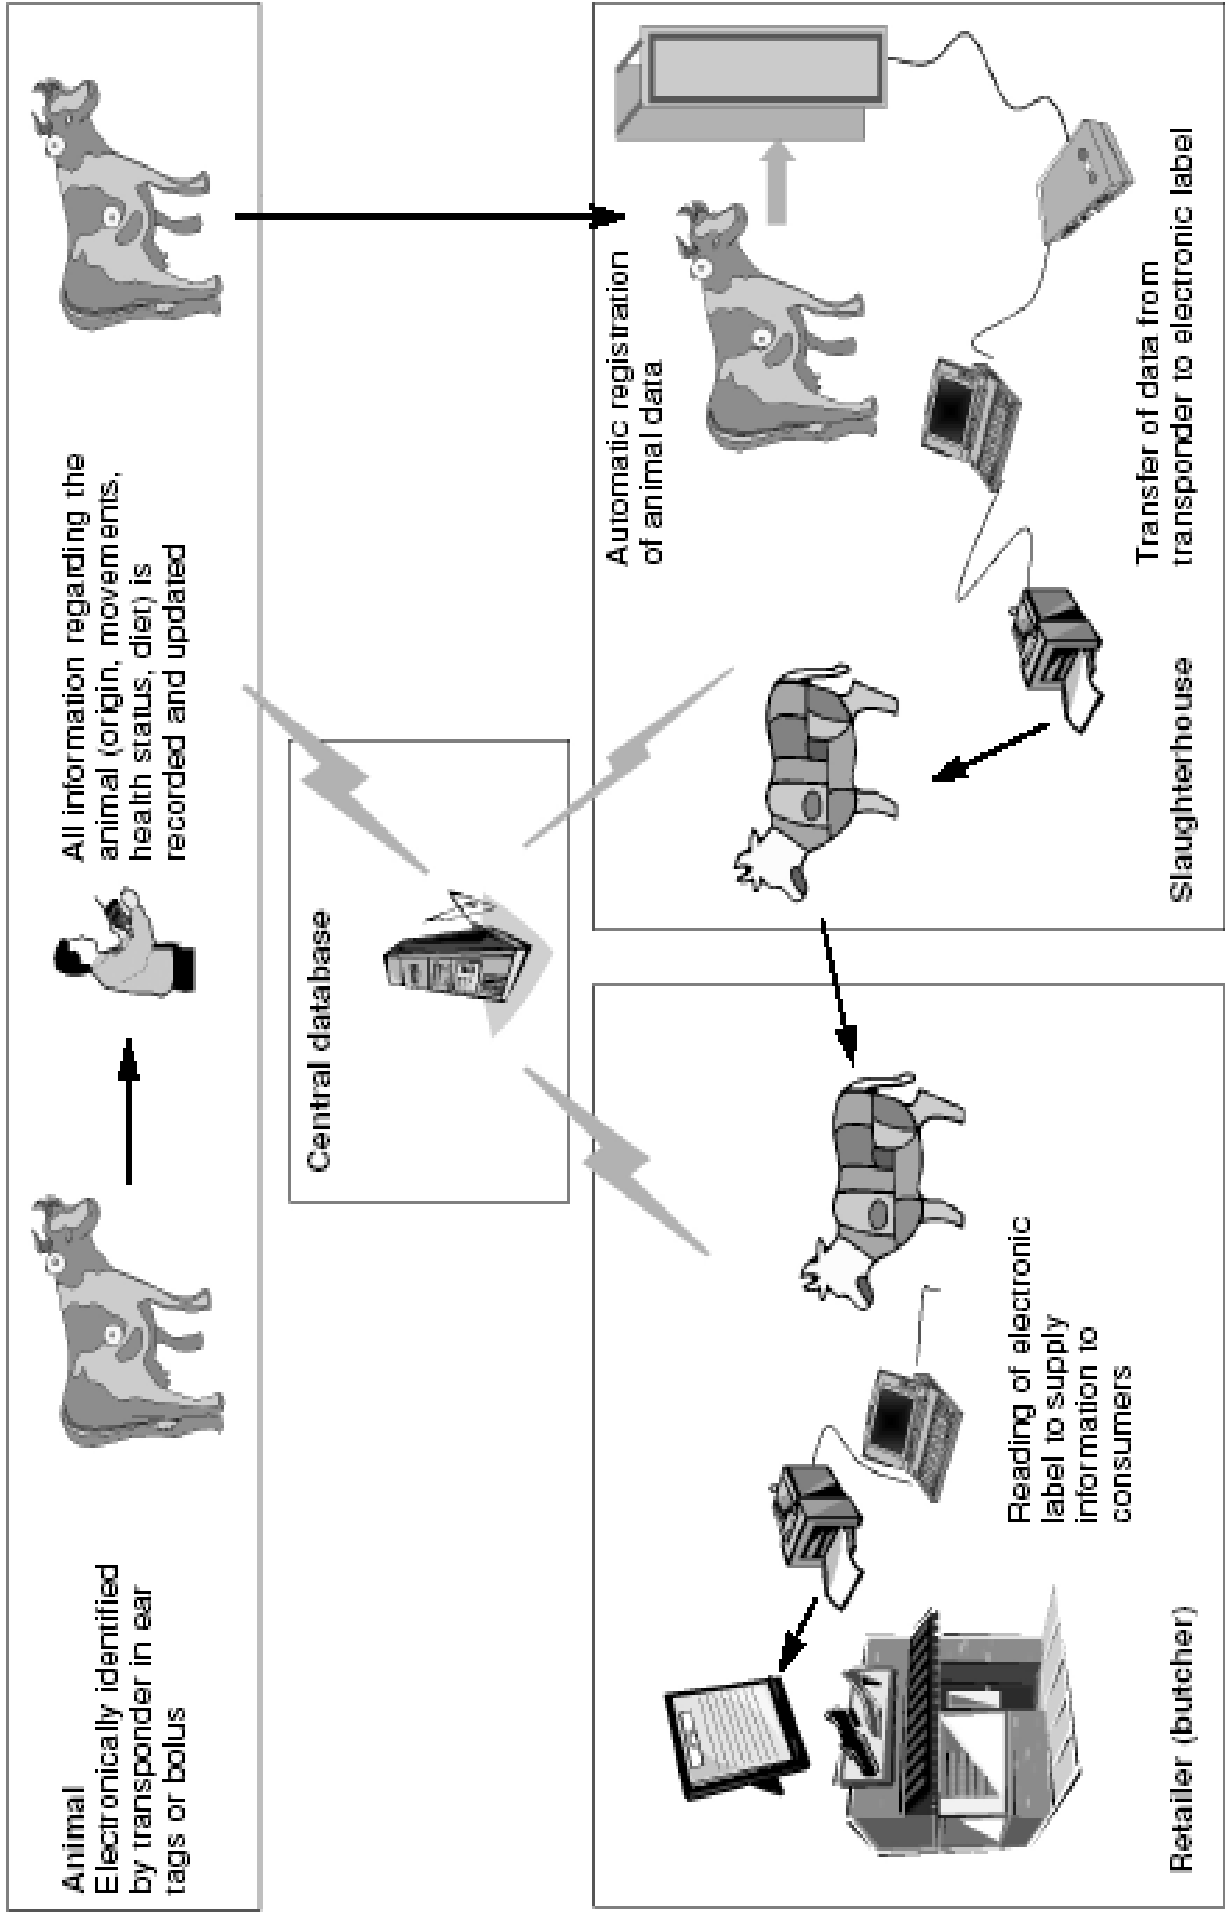 Animal
Electronically identified
by transponder in ear
tags or bolus
All information regarding the
animal (origin, movements,
health status, diet) is
recorded and updated
Central database
Automatic registration
of animal data
Transfer of data from
transponder to electronic label
Slaughterhouse
Reading of electronic
label to supply
information to
consumers
Retailer (butcher)